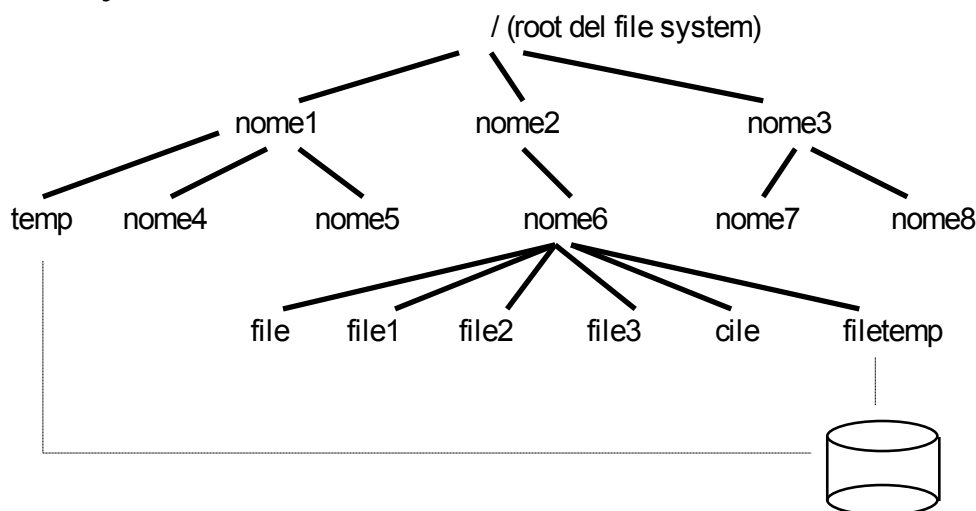 / (root del file system)
nome1 nome2 nome3
temp nome4 nome5 nome6 nome7 nome8
file file1 file2 file3 cile filetemp